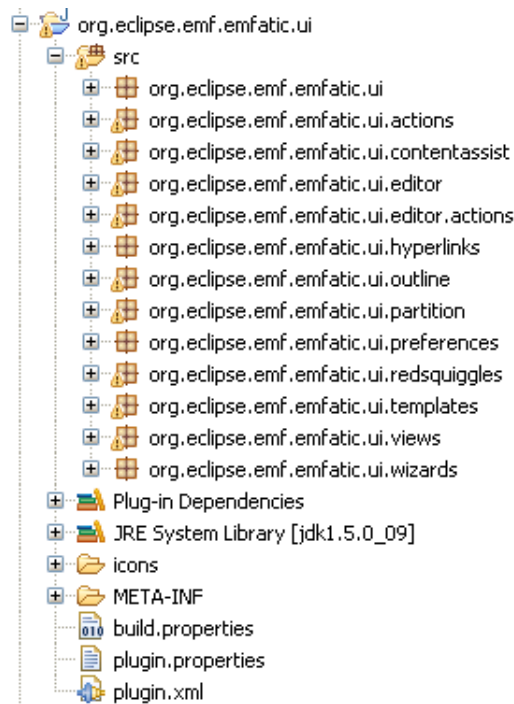 org.eclipse.emf.emfatic.ui
src
org.eclipse.emf.emfatic.ui
org.eclipse.emf.emfatic.ui.actions
org.eclipse.emf.emfatic.ui.contentassist
org.eclipse.emf.emfatic.ui.editor
org.eclipse.emf.emfatic.ui.editor.actions
org.eclipse.emf.emfatic.ui.hyperlinks
org.eclipse.emf.emfatic.ui.outline
org.eclipse.emf.emfatic.ui.partition
org.eclipse.emf.emfatic.ui.preferences
org.eclipse.emf.emfatic.ui.redsquiggles
org.eclipse.emf.emfatic.ui.templates
org.eclipse.emf.emfatic.ui.views
org.eclipse.emf.emfatic.ui.wizards
Plug-in Dependencies
JRE System Library [jdk1.5.0_09]
icons
META-INF
build.properties
plugin.properties
plugin.xml